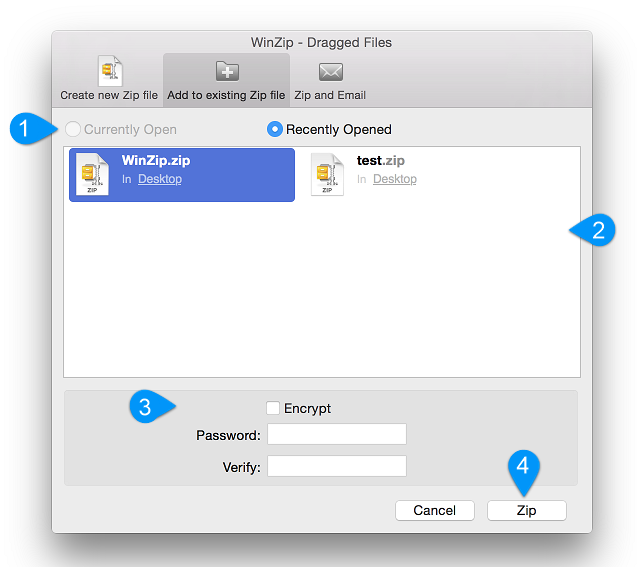 WinZip - Dragged Files
Create new Zip file Add to existing Zip file Zip and Email
1 Currently Open Recently Opened
WinZip.zip test.zip
ZIP In Desktop ZIP In Desktop
2
3 Encrypt
Password:
Verify:
4
Cancel Zip